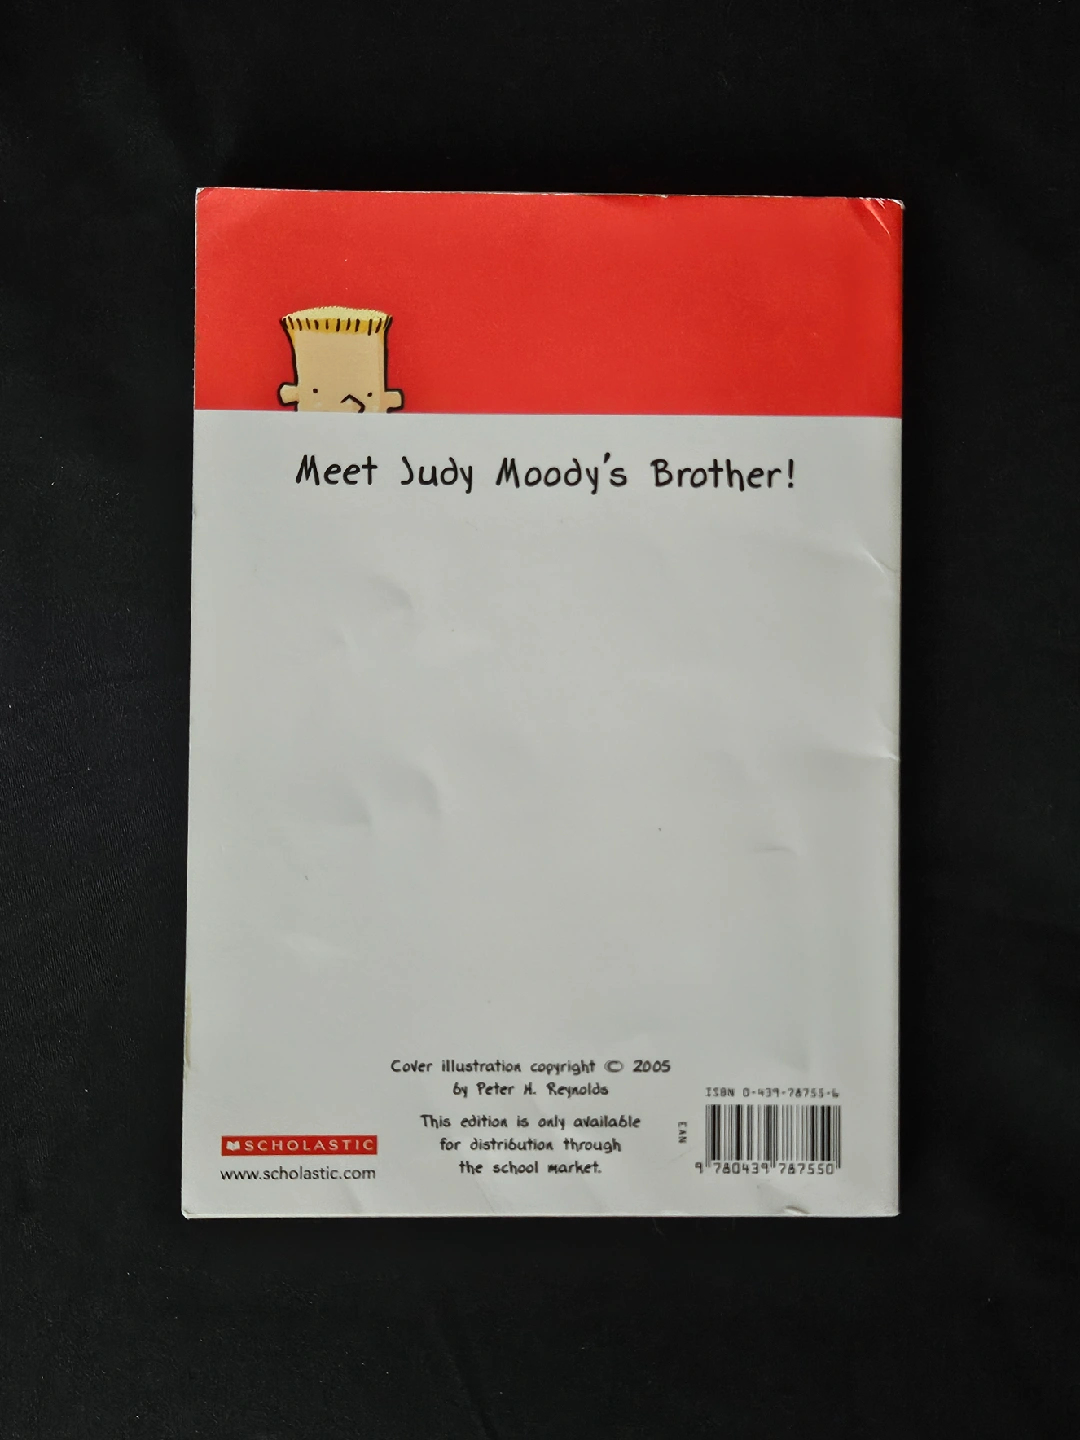 Meet Judy Moody's Brother!
Cover illustration copyright © 2005
by Peter H. Reynolds
This edition is only available
for distribution through
the school market.
SCHOLASTIC
www.scholastic.com
ISBN 0-439-78755-6
EAN
9 780439 787550